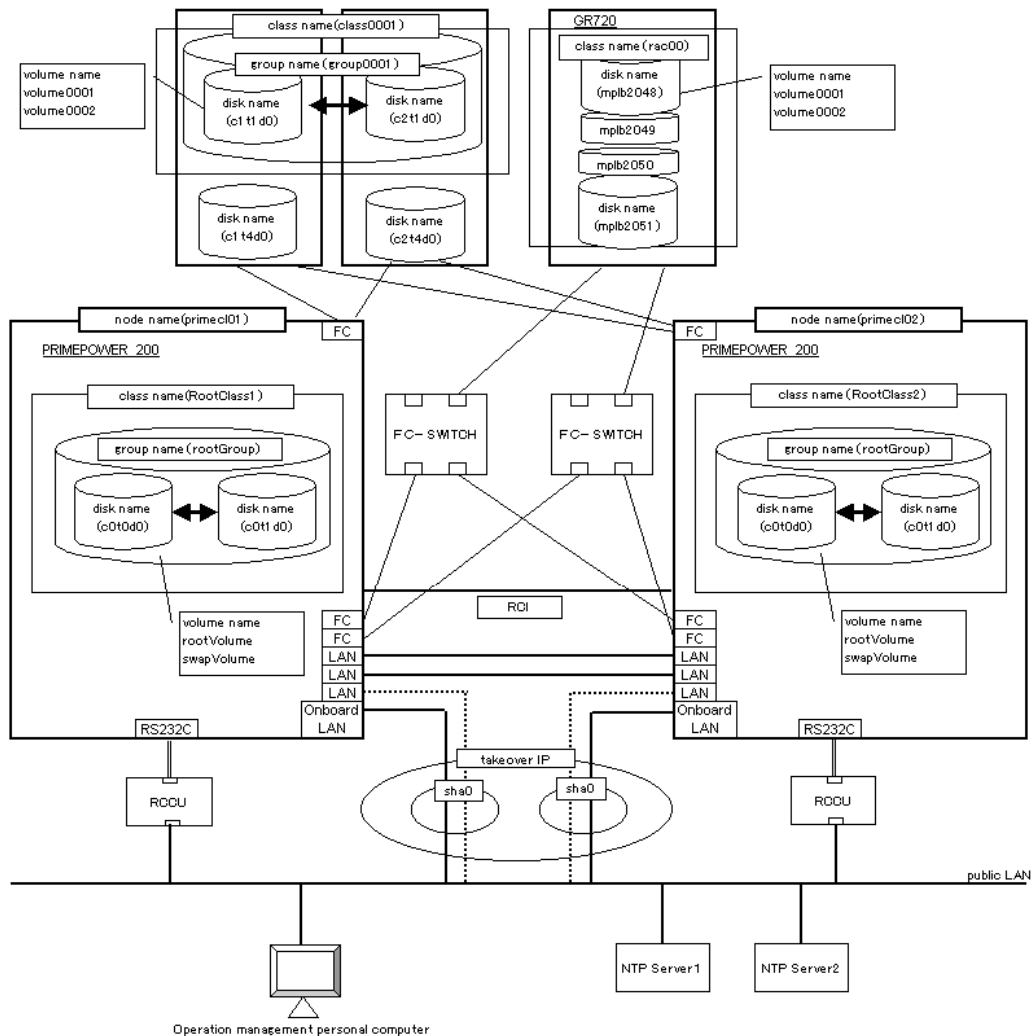 class name(class0001)
GR720
class name(rac00)
group name(group0001)
volume name
volume0001
volume0002
disk name
(c1t1d0)
disk name
(c2t1d0)
disk name
(mplb2048)
mplb2049
mplb2050
disk name
(mplb2051)
volume name
volume0001
volume0002
disk name
(c1t4d0)
disk name
(c2t4d0)
node name(primecl01)
FC
PRIMEPOWER 200
class name(RootClass1)
group name(rootGroup)
disk name
(c0t0d0)
disk name
(c0t1d0)
volume name
rootVolume
swapVolume
FC-SWITCH
FC-SWITCH
node name(primecl02)
FC
PRIMEPOWER 200
class name(RootClass2)
group name(rootGroup)
disk name
(c0t0d0)
disk name
(c0t1d0)
volume name
rootVolume
swapVolume
RCI
FC
FC
LAN
LAN
LAN
Onboard
LAN
FC
FC
LAN
LAN
LAN
Onboard
LAN
RS232C
RS232C
RCCU
RCCU
takeover IP
sha0
sha0
public LAN
NTP Server1
NTP Server2
Operation management personal computer